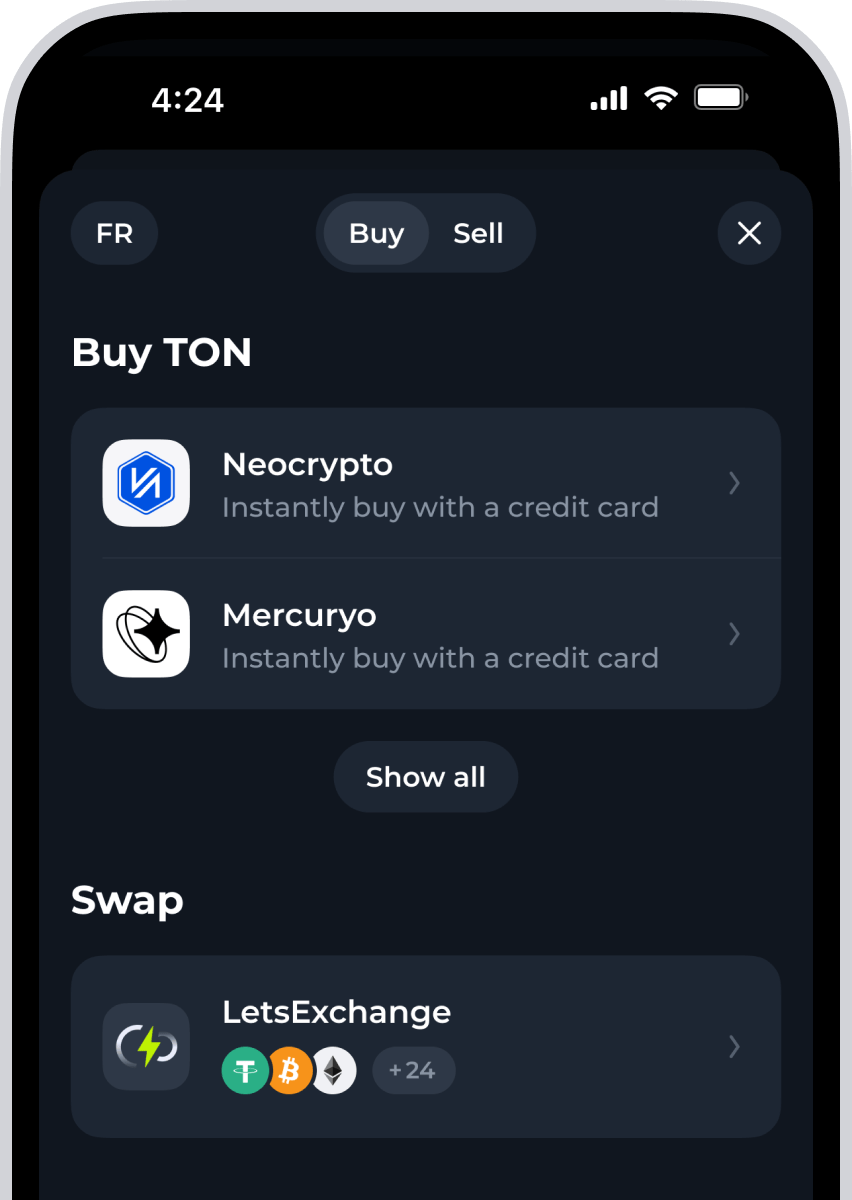 4:24
FR
Buy
Sell
Buy TON
Neocrypto
Instantly buy with a credit card
Mercuryo
Instantly buy with a credit card
Show all
Swap
LetsExchange
+24